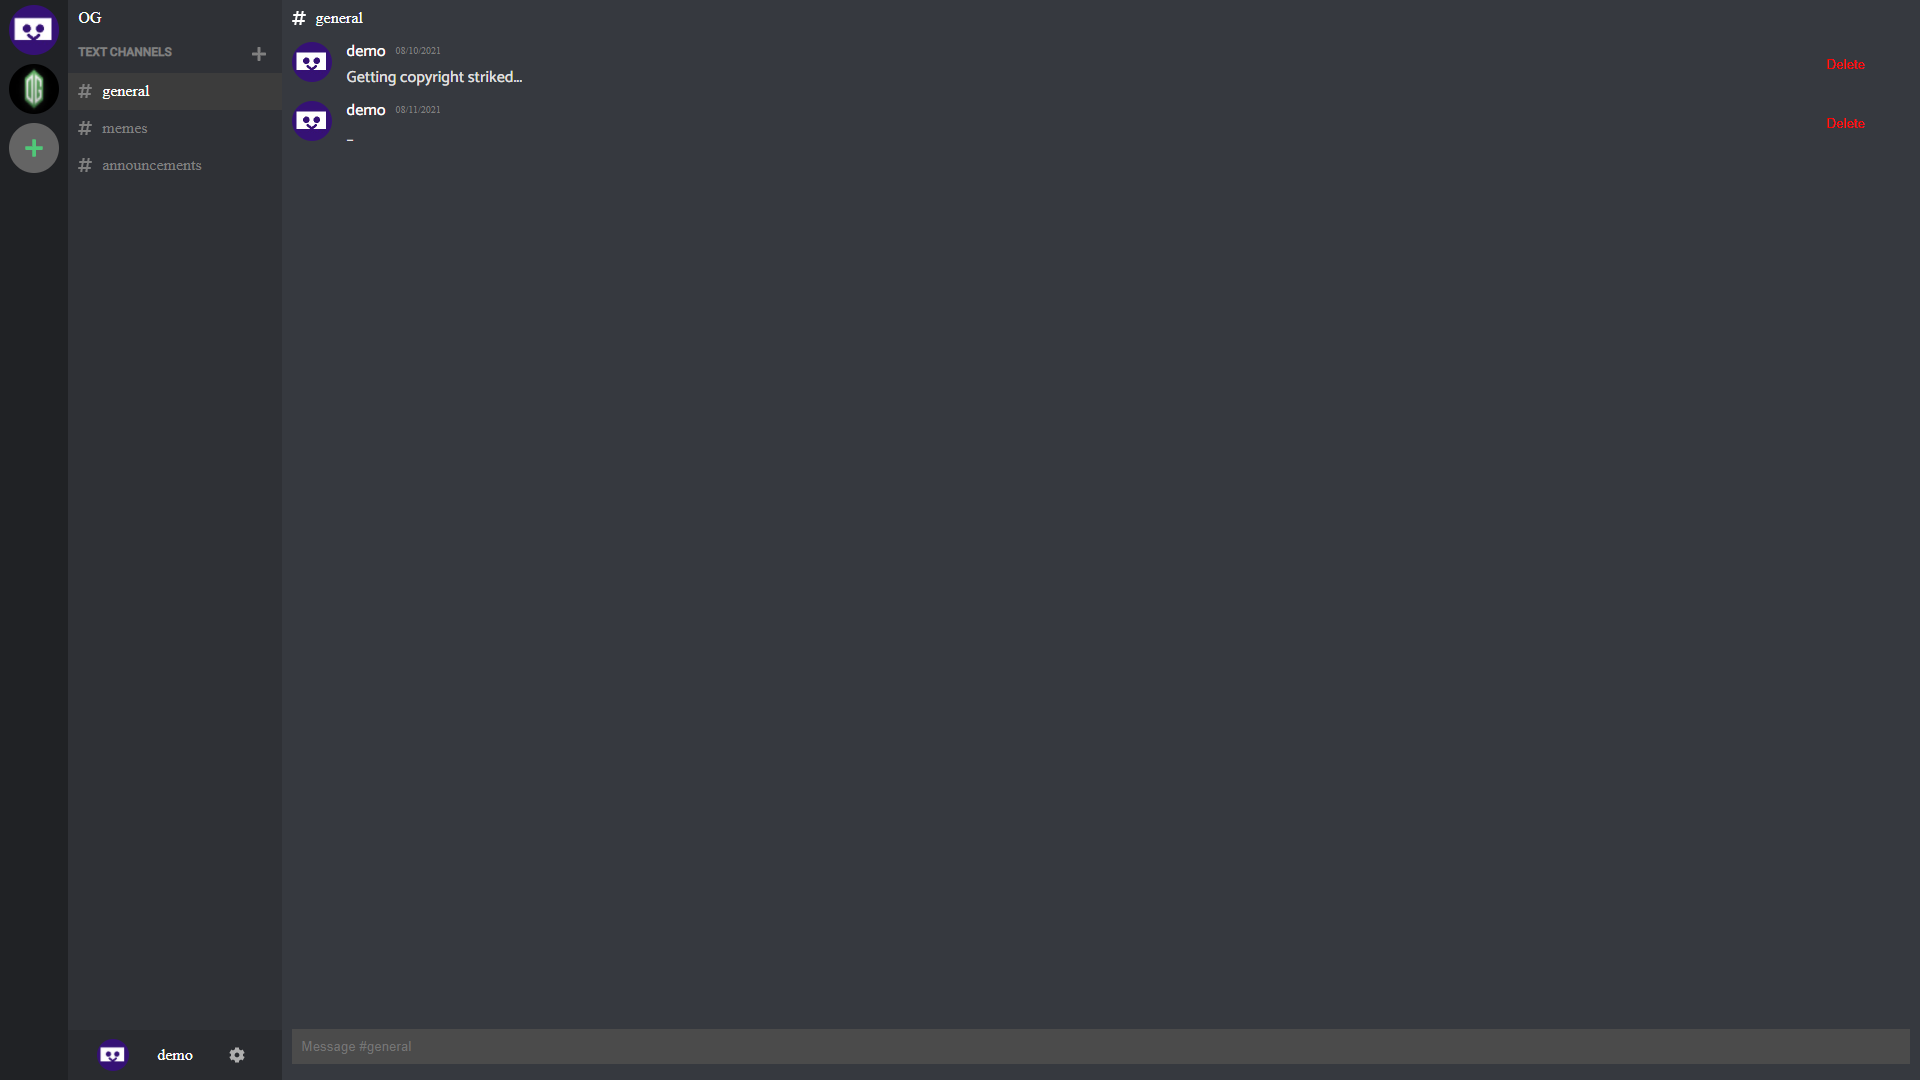 OG
TEXT CHANNELS
general
memes
announcements
demo
# general
demo 08/10/2021
Getting copyright striked...
Delete
demo 08/11/2021
_
Delete
Message #general
OG